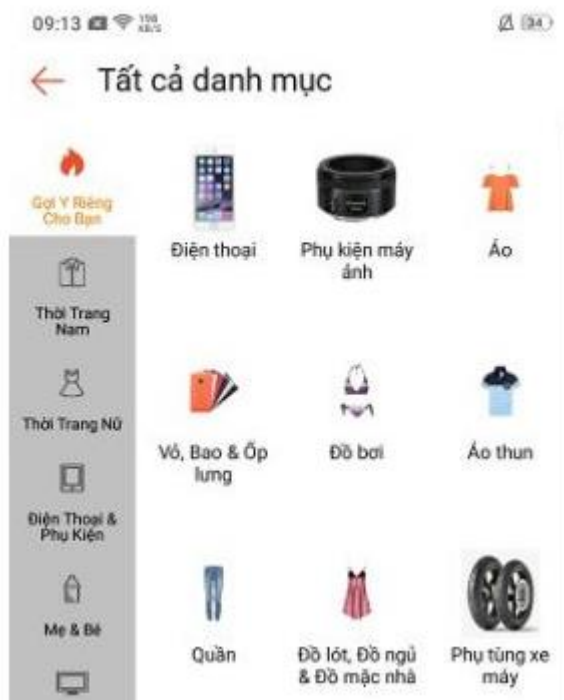 09:13
198
KB/S
34
Tất cả danh mục
Gợi Ý Riêng
Cho Bạn
Điện thoại
Phụ kiện máy
ảnh
Áo
Thời Trang
Nam
Thời Trang Nữ
Vỏ, Bao & Ốp
lưng
Đồ bơi
Áo thun
Điện Thoại &
Phụ Kiện
Mẹ & Bé
Quần
Đồ lót, Đồ ngủ
& Đồ mặc nhà
Phụ tùng xe
máy